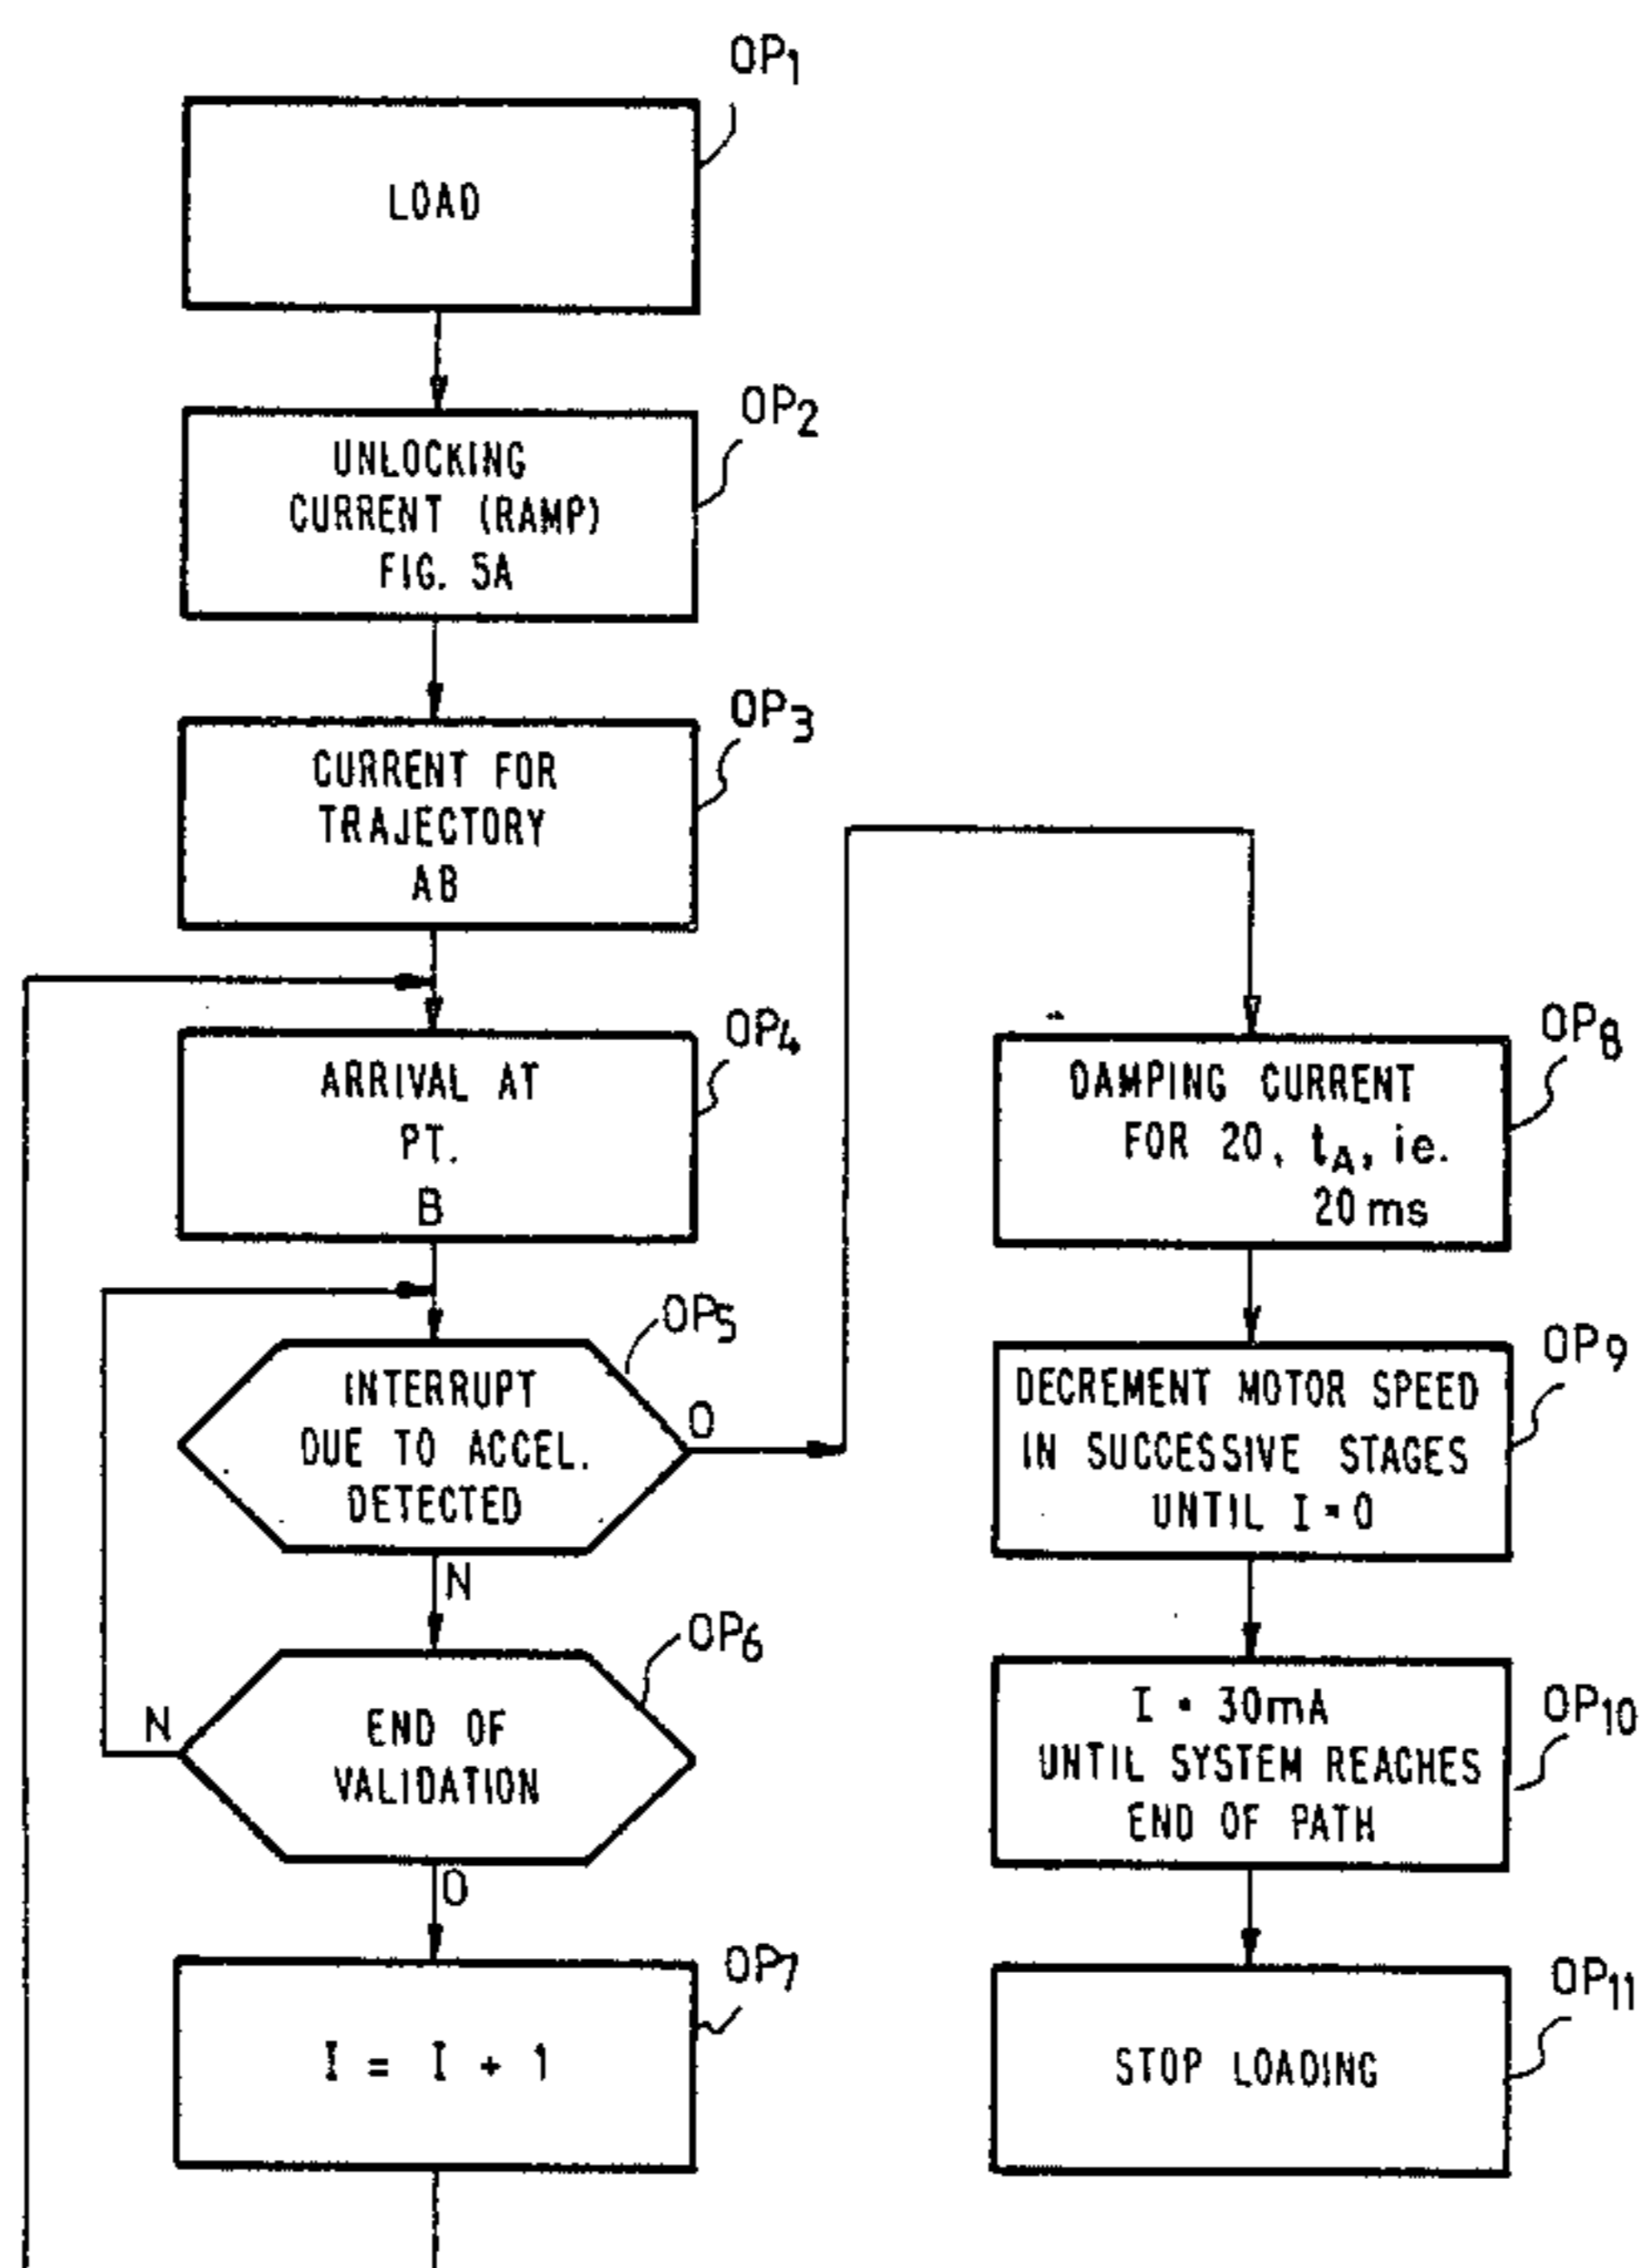 OP1
LOAD
OP2
UNLOCKING
CURRENT (RAMP)
FIG. 5A
OP3
CURRENT FOR
TRAJECTORY
AB
OP4
ARRIVAL AT
PT.
B
OP5
INTERRUPT
DUE TO ACCEL.
DETECTED
O
N
OP6
END OF
VALIDATION
N
O
OP7
I = I + 1
OP8
DAMPING CURRENT
FOR 20, tA, ie.
20 ms
OP9
DECREMENT MOTOR SPEED
IN SUCCESSIVE STAGES
UNTIL I = 0
OP10
I = 30mA
UNTIL SYSTEM REACHES
END OF PATH
OP11
STOP LOADING